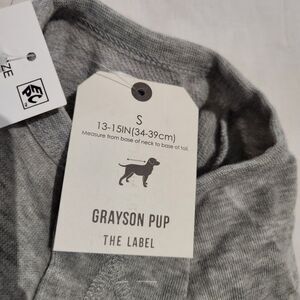 S
13-15IN(34-39cm)
Measure from base of neck to base of tail.
GRAYSON PUP
THE LABEL
ZE